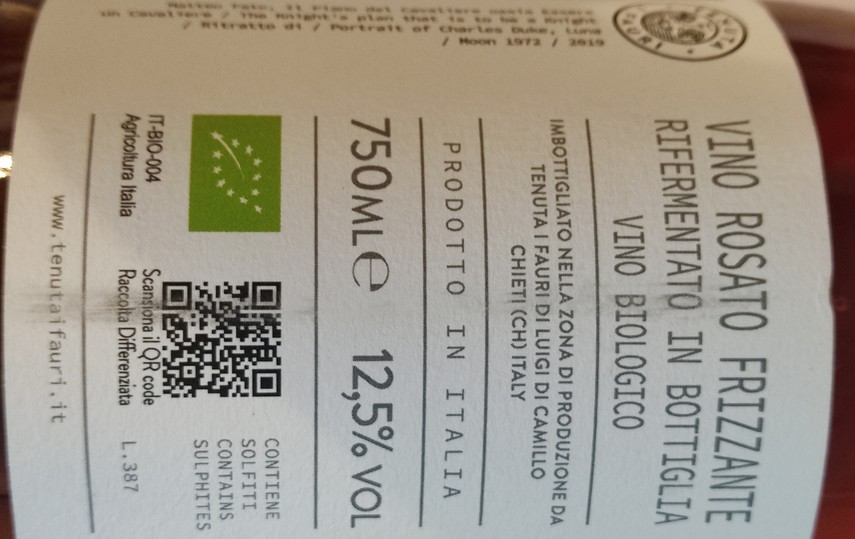 VINO ROSATO FRIZZANTE
RIFERMENTATO IN BOTTIGLIA
VINO BIOLOGICO
IMBOTTIGLIATO NELLA ZONA DI PRODUZIONE DA
TENUTA I FAURI DI LUIGI DI CAMILLO
CHIETI (CH) ITALY
PRODOTTO IN ITALIA
750ML e 12,5% VOL
CONTIENE
SOLFITI
CONTAINS
SULPHITES
IT-BIO-004
Agricoltura Italia
Scansiona il QR code
Raccolta Differenziata
L.387
www.tenutaifauri.it
TENUTA I FAURI
Matteo Fato, Il Piano del Cavaliere ossia Essere
un Cavaliere / The Knight's plan that is to be a Knight
/ Ritratto di / Portrait of Charles Duke, Luna
/ Moon 1972 / 2019